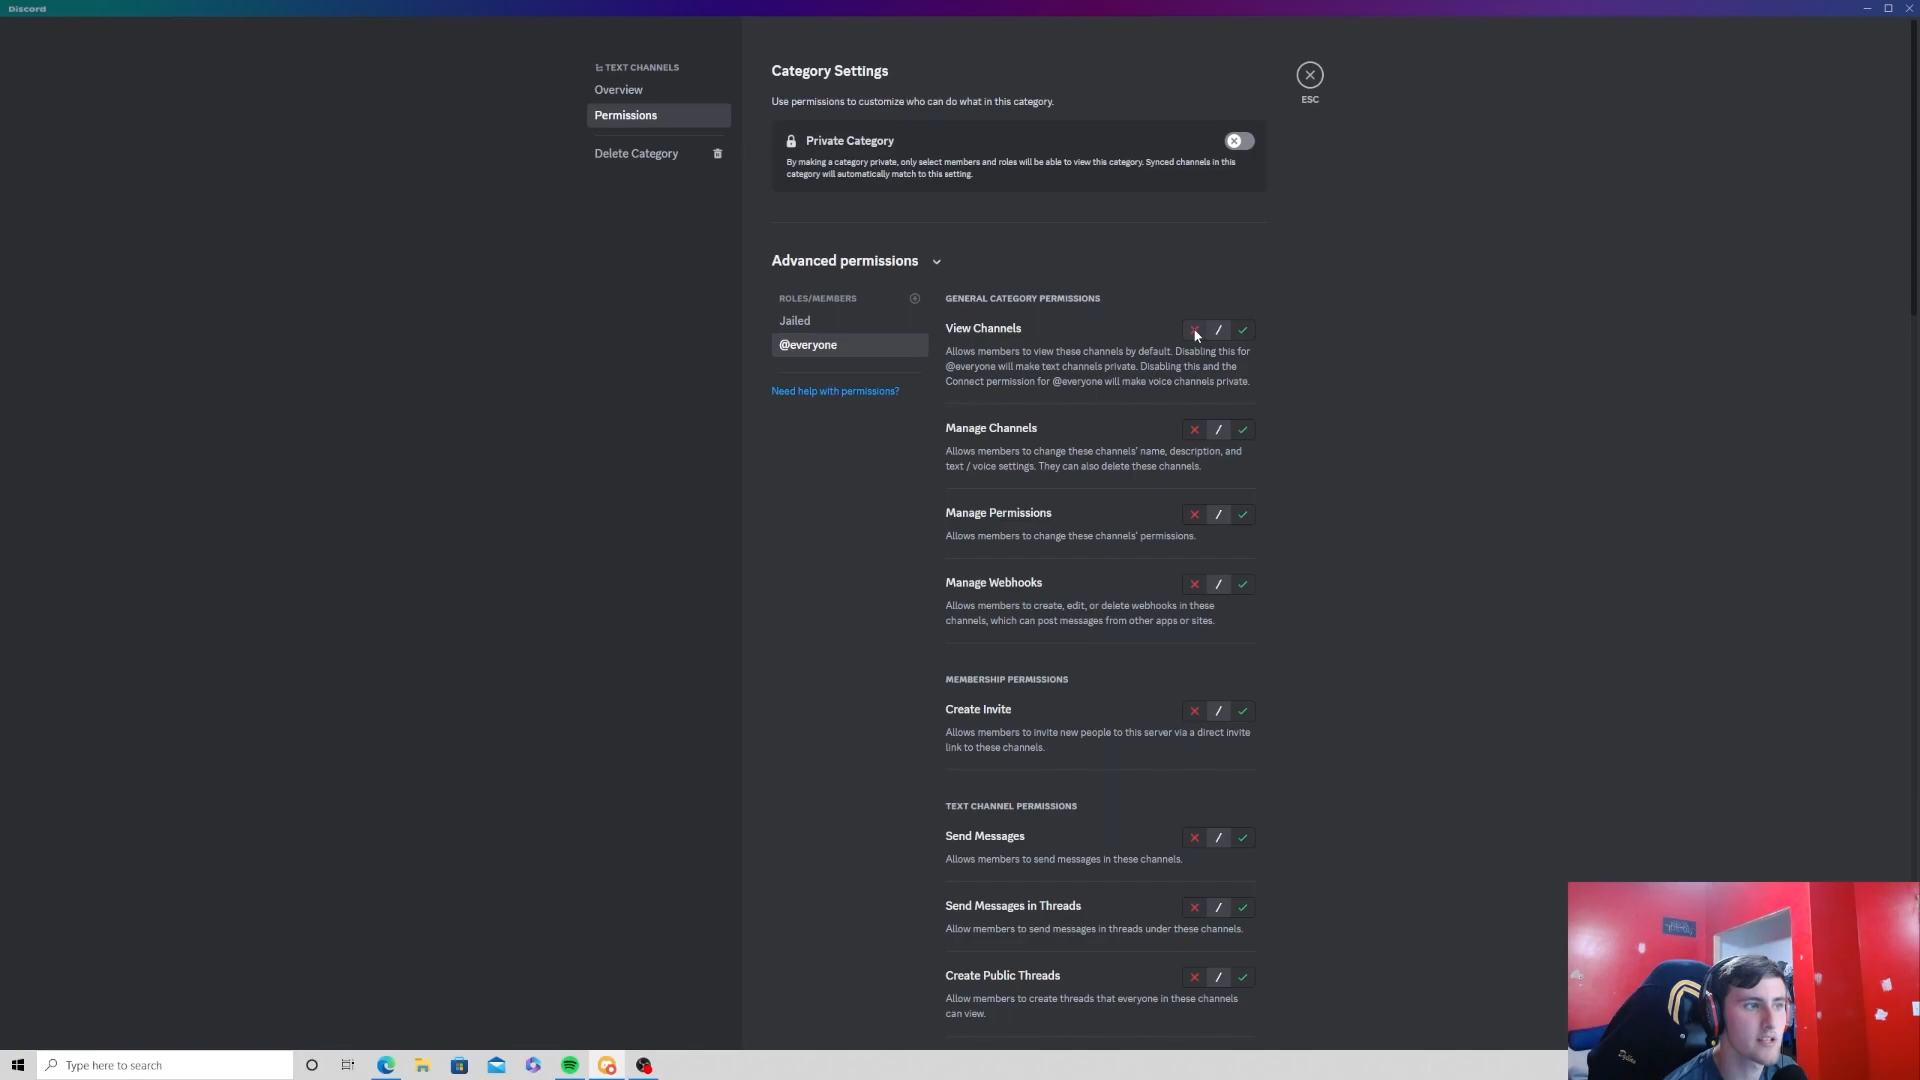 Discord
TEXT CHANNELS
Overview
Permissions
Delete Category
Category Settings
Use permissions to customize who can do what in this category.
ESC
Private Category
By making a category private, only select members and roles will be able to view this category. Synced channels in this
category will automatically match to this setting.
Advanced permissions
ROLES/MEMBERS
Jailed
@everyone
Need help with permissions?
GENERAL CATEGORY PERMISSIONS
View Channels
Allows members to view these channels by default. Disabling this for
@everyone will make text channels private. Disabling this and the
Connect permission for @everyone will make voice channels private.
Manage Channels
Allows members to change these channels' name, description, and
text / voice settings. They can also delete these channels.
Manage Permissions
Allows members to change these channels' permissions.
Manage Webhooks
Allows members to create, edit, or delete webhooks in these
channels, which can post messages from other apps or sites.
MEMBERSHIP PERMISSIONS
Create Invite
Allows members to invite new people to this server via a direct invite
link to these channels.
TEXT CHANNEL PERMISSIONS
Send Messages
Allows members to send messages in these channels.
Send Messages in Threads
Allow members to send messages in threads under these channels.
Create Public Threads
Allow members to create threads that everyone in these channels
can view.
Type here to search